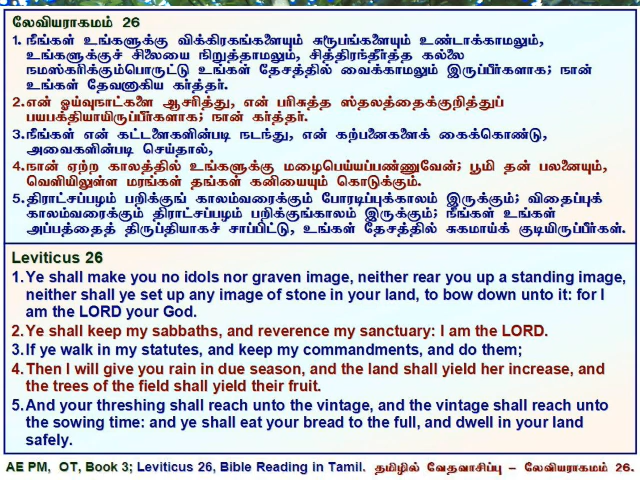 லேவியராகமம் 26
1. நீங்கள் உங்களுக்கு விக்கிரகங்களையும் சுரூபங்களையும் உண்டாக்காமலும்,
உங்களுக்குச் சிலையை நிறுத்தாமலும், சித்திரந்தீர்த்த கல்லை
நமஸ்கரிக்கும்பொருட்டு உங்கள் தேசத்தில் வைக்காமலும் இருப்பீர்களாக; நான்
உங்கள் தேவனாகிய கர்த்தர்.
2.என் ஓய்வுநாட்களை ஆசரித்து, என் பரிசுத்த ஸ்தலத்தைக்குறித்துப்
பயபக்தியாயிருப்பீர்களாக; நான் கர்த்தர்.
3.நீங்கள் என் கட்டளைகளின்படி நடந்து, என் கற்பனைகளைக் கைக்கொண்டு,
அவைகளின்படி செய்தால்,
4.நான் ஏற்ற காலத்தில் உங்களுக்கு மழைபெய்யப்பண்ணுவேன்; பூமி தன் பலனையும்,
வெளியிலுள்ள மரங்கள் தங்கள் கனியையும் கொடுக்கும்.
5.திராட்சப்பழம் பறிக்குங் காலம்வரைக்கும் போரடிப்புக்காலம் இருக்கும்; விதைப்புக்
காலம்வரைக்கும் திராட்சப்பழம் பறிக்குங்காலம் இருக்கும்; நீங்கள் உங்கள்
அப்பத்தைத் திருப்தியாகச் சாப்பிட்டு, உங்கள் தேசத்தில் சுகமாய்க் குடியிருப்பீர்கள்.
Leviticus 26
1.Ye shall make you no idols nor graven image, neither rear you up a standing image,
neither shall ye set up any image of stone in your land, to bow down unto it: for I
am the LORD your God.
2.Ye shall keep my sabbaths, and reverence my sanctuary: I am the LORD.
3.If ye walk in my statutes, and keep my commandments, and do them;
4.Then I will give you rain in due season, and the land shall yield her increase, and
the trees of the field shall yield their fruit.
5.And your threshing shall reach unto the vintage, and the vintage shall reach unto
the sowing time: and ye shall eat your bread to the full, and dwell in your land
safely.
AE PM, OT, Book 3; Leviticus 26, Bible Reading in Tamil. தமிழில் வேதவாசிப்பு – லேவியராகமம் 26.